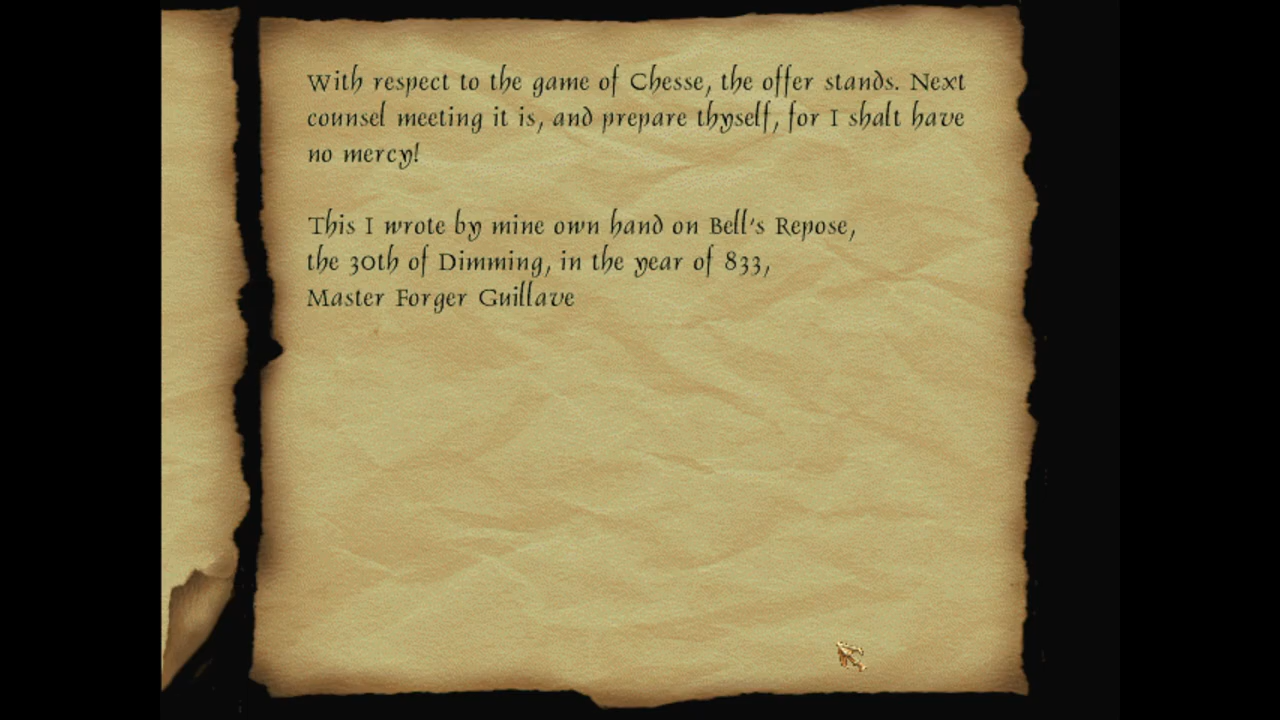 With respect to the game of Chesse, the offer stands. Next
counsel meeting it is, and prepare thyself, for I shalt have
no mercy!
This I wrote by mine own hand on Bell's Repose,
the 30th of Dimming, in the year of 833,
Master Forger Guillave